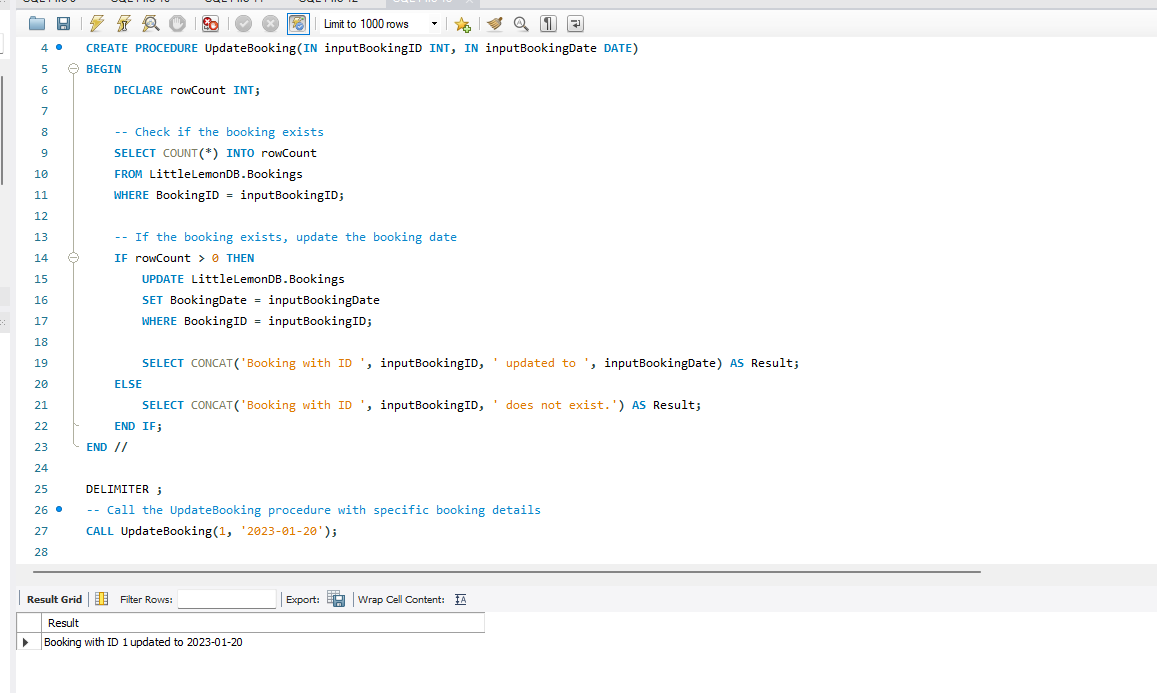 Limit to 1000 rows
4 CREATE PROCEDURE UpdateBooking(IN inputBookingID INT, IN inputBookingDate DATE)
5 BEGIN
6 DECLARE rowCount INT;
7
8 -- Check if the booking exists
9 SELECT COUNT(*) INTO rowCount
10 FROM LittleLemonDB.Bookings
11 WHERE BookingID = inputBookingID;
12
13 -- If the booking exists, update the booking date
14 IF rowCount > 0 THEN
15 UPDATE LittleLemonDB.Bookings
16 SET BookingDate = inputBookingDate
17 WHERE BookingID = inputBookingID;
18
19 SELECT CONCAT('Booking with ID ', inputBookingID, ' updated to ', inputBookingDate) AS Result;
20 ELSE
21 SELECT CONCAT('Booking with ID ', inputBookingID, ' does not exist.') AS Result;
22 END IF;
23 END //
24
25 DELIMITER ;
26 -- Call the UpdateBooking procedure with specific booking details
27 CALL UpdateBooking(1, '2023-01-20');
28
Result Grid Filter Rows: Export: Wrap Cell Content:
Result
Booking with ID 1 updated to 2023-01-20